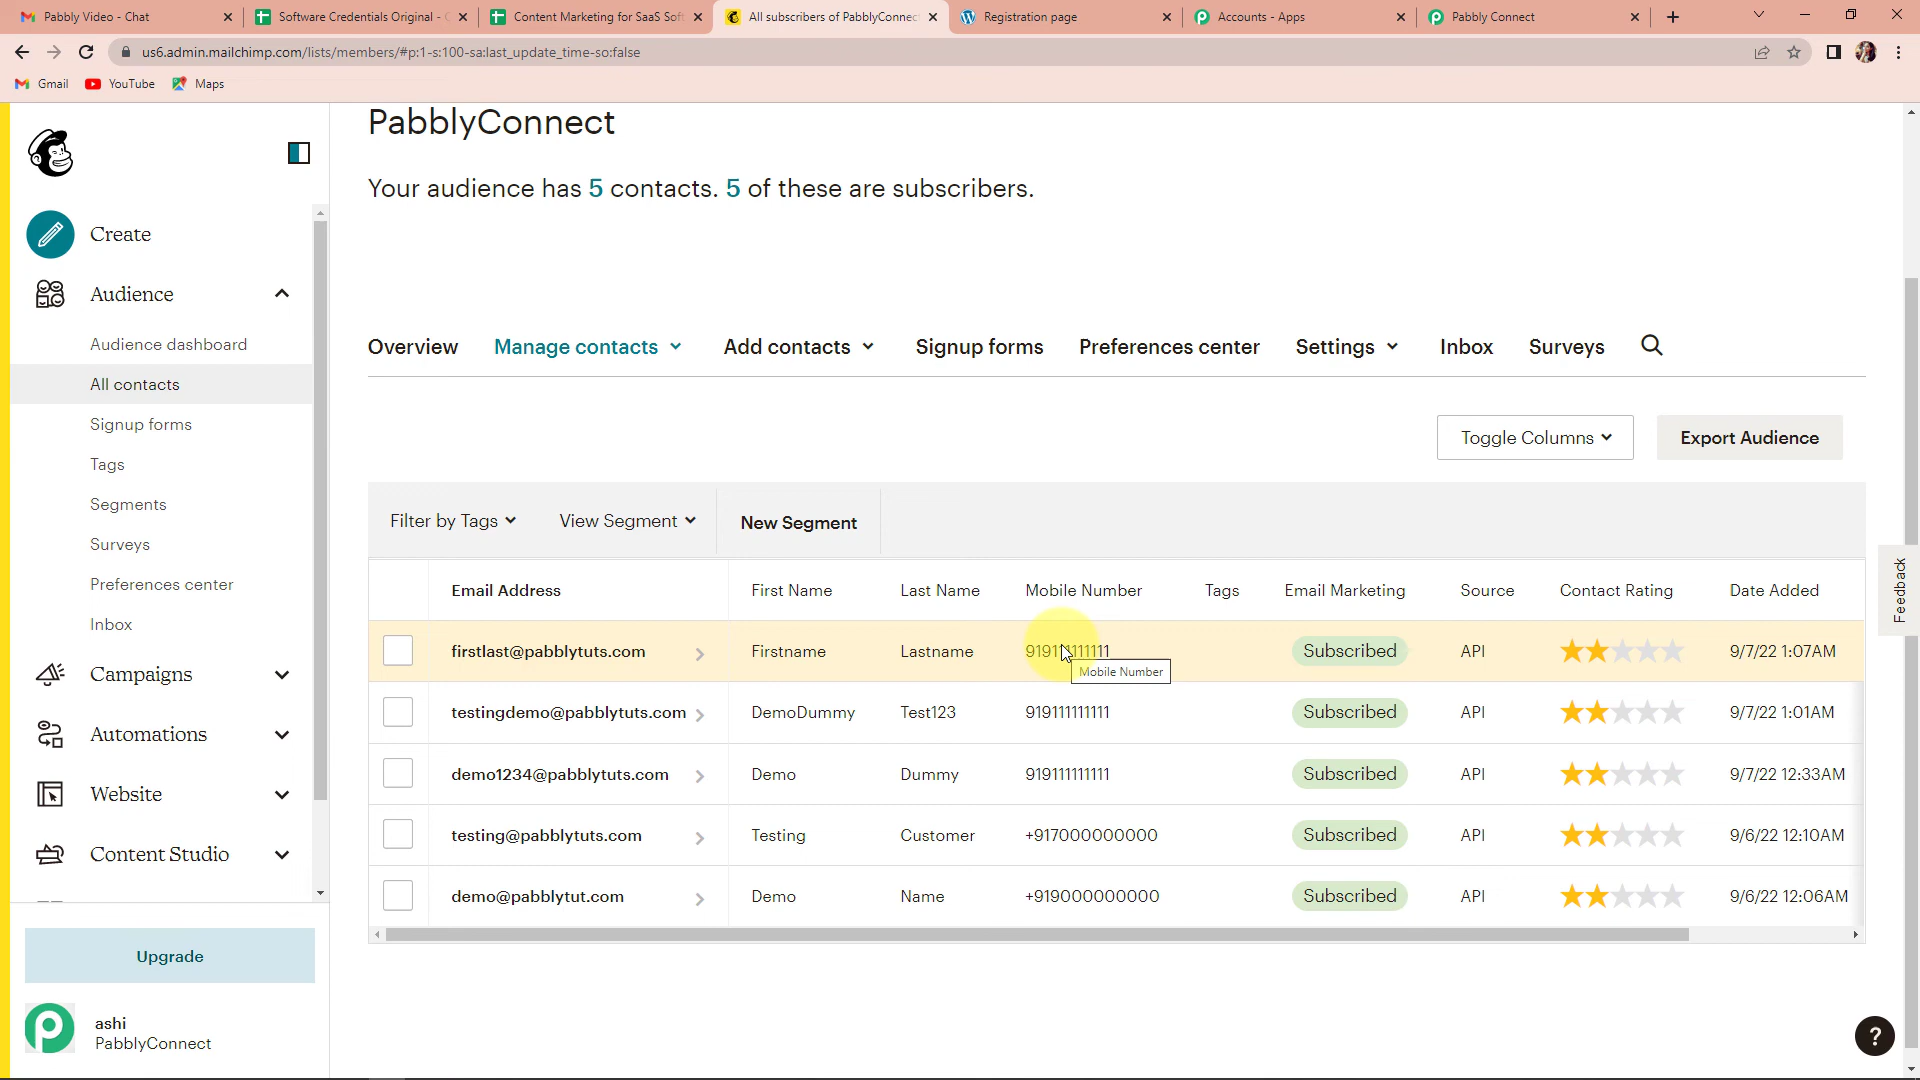 Pabbly Video - Chat
Software Credentials Original -
Content Marketing for SaaS Sof
All subscribers of PabblyConnec
Registration page
Accounts - Apps
Pabbly Connect
us6.admin.mailchimp.com/lists/members/#p:1-s:100-sa:last_update_time-so:false
Gmail
YouTube
Maps
PabblyConnect
Your audience has 5 contacts. 5 of these are subscribers.
Create
Audience
Audience dashboard
All contacts
Signup forms
Tags
Segments
Surveys
Preferences center
Inbox
Campaigns
Automations
Website
Content Studio
Upgrade
ashi
PabblyConnect
Overview Manage contacts Add contacts Signup forms Preferences center Settings Inbox Surveys
Toggle Columns Export Audience
Filter by Tags View Segment New Segment
Email Address First Name Last Name Mobile Number Tags Email Marketing Source Contact Rating Date Added
firstlast@pabblytuts.com Firstname Lastname 919111111111 Subscribed API 9/7/22 1:07AM
Mobile Number
testingdemo@pabblytuts.com DemoDummy Test123 919111111111 Subscribed API 9/7/22 1:01AM
demo1234@pabblytuts.com Demo Dummy 919111111111 Subscribed API 9/7/22 12:33AM
testing@pabblytuts.com Testing Customer +917000000000 Subscribed API 9/6/22 12:10AM
demo@pabblytut.com Demo Name +919000000000 Subscribed API 9/6/22 12:06AM
Feedback
?